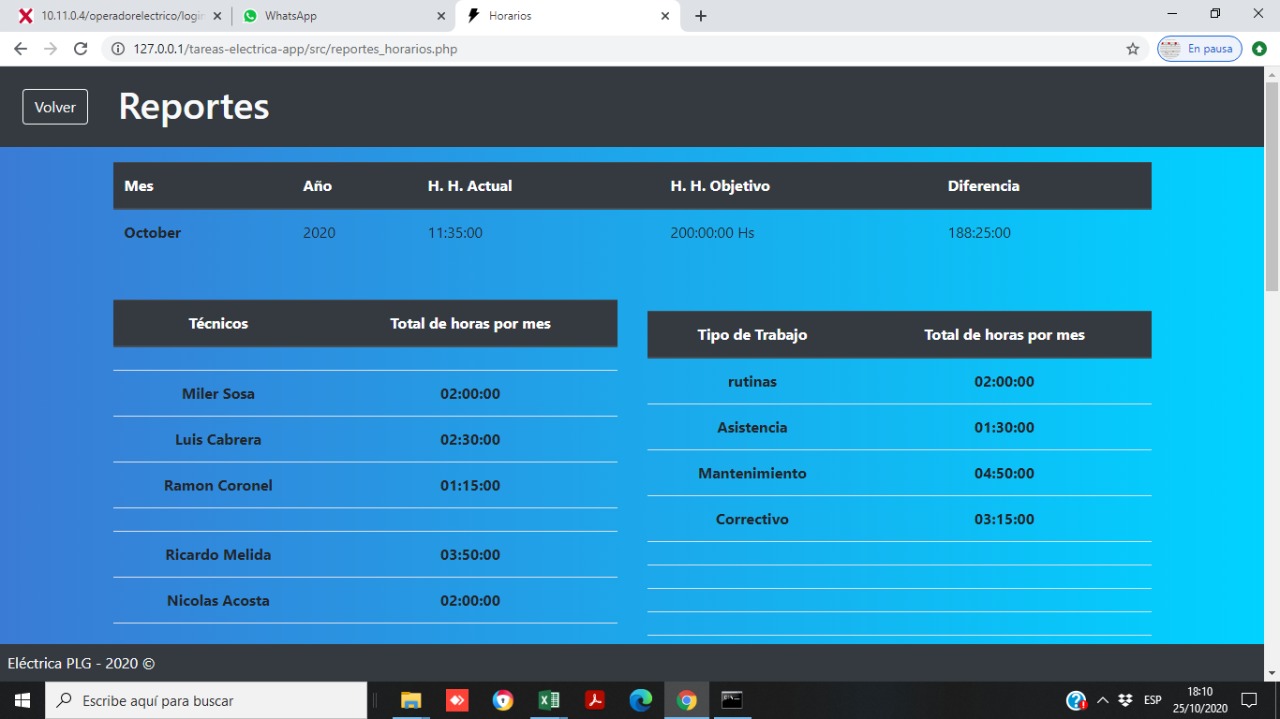 10.11.0.4/operadorelectrico/logir
WhatsApp
Horarios
127.0.0.1/tareas-electrica-app/src/reportes_horarios.php
En pausa
Volver
Reportes
Mes Año H. H. Actual H. H. Objetivo Diferencia
October 2020 11:35:00 200:00:00 Hs 188:25:00
Técnicos Total de horas por mes
Miler Sosa 02:00:00
Luis Cabrera 02:30:00
Ramon Coronel 01:15:00
Ricardo Melida 03:50:00
Nicolas Acosta 02:00:00
Tipo de Trabajo Total de horas por mes
rutinas 02:00:00
Asistencia 01:30:00
Mantenimiento 04:50:00
Correctivo 03:15:00
Eléctrica PLG - 2020 ©
Escribe aquí para buscar
ESP
18:10
25/10/2020